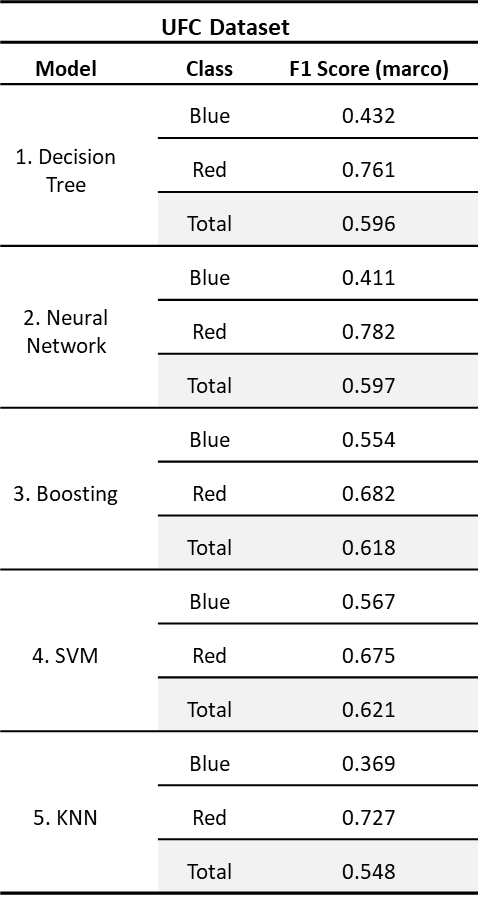 UFC Dataset
Model Class F1 Score (marco)
1. Decision
Tree
Blue 0.432
Red 0.761
Total 0.596
2. Neural
Network
Blue 0.411
Red 0.782
Total 0.597
3. Boosting
Blue 0.554
Red 0.682
Total 0.618
4. SVM
Blue 0.567
Red 0.675
Total 0.621
5. KNN
Blue 0.369
Red 0.727
Total 0.548